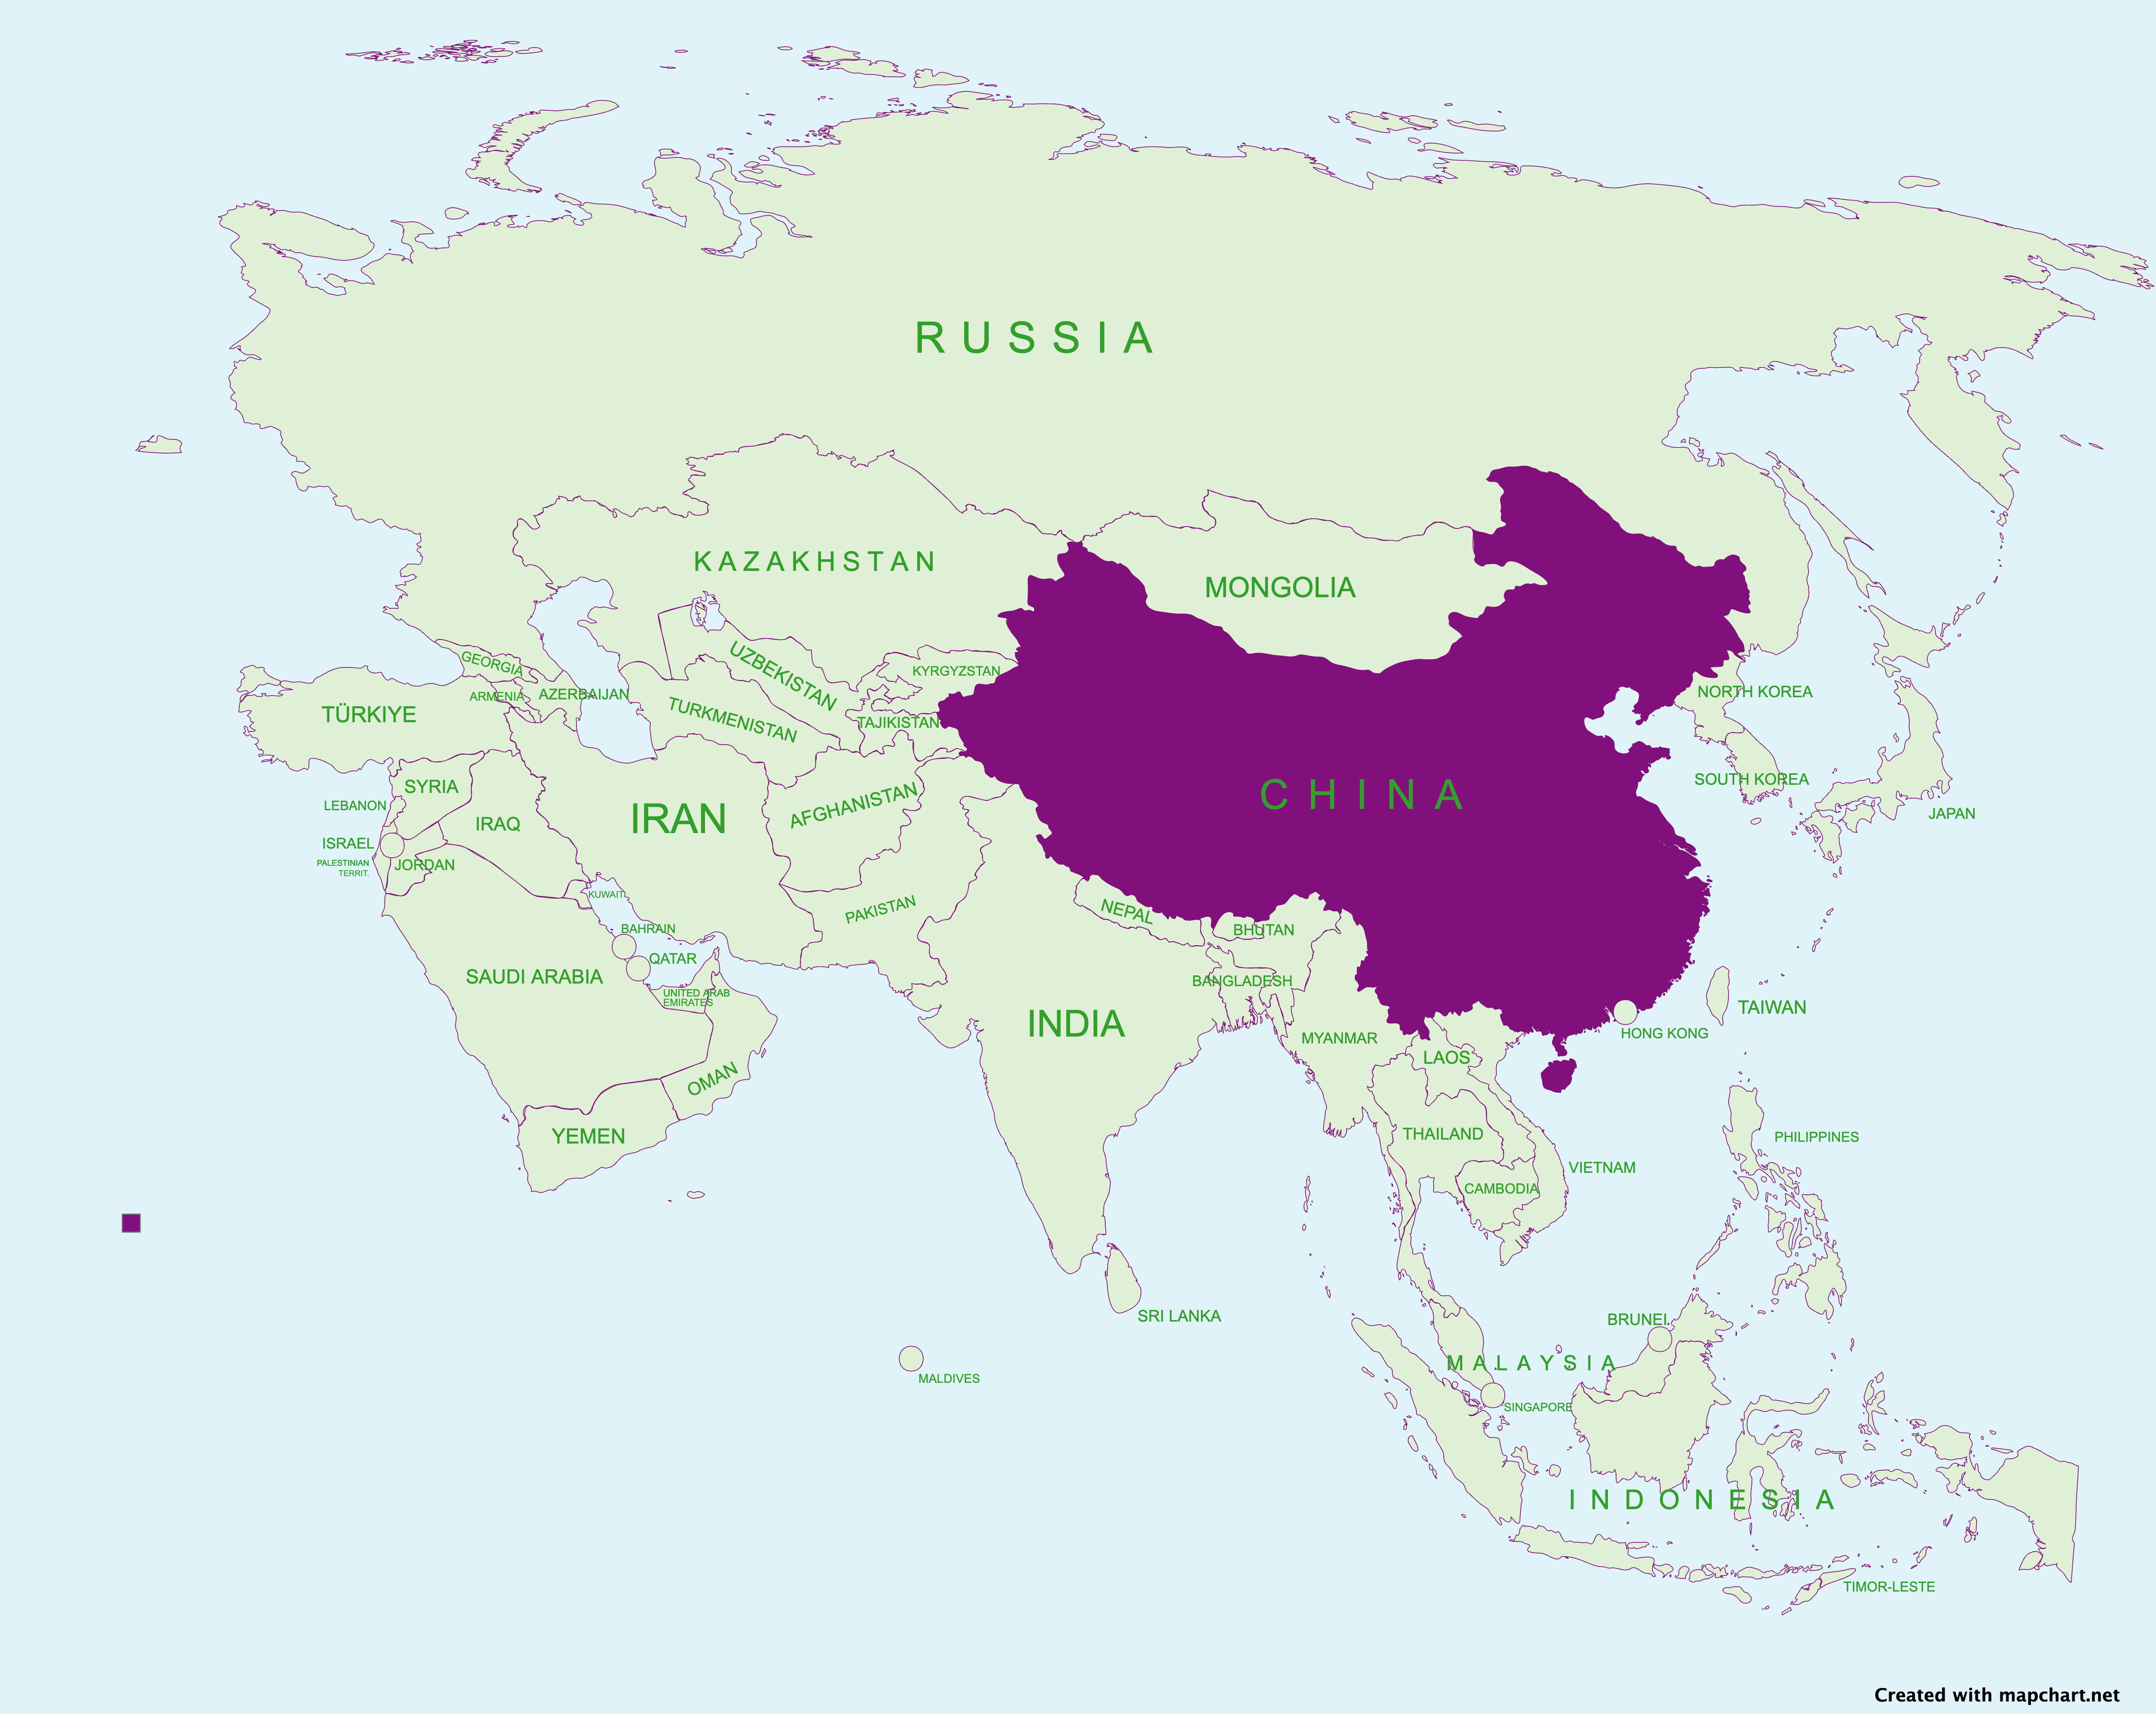 RUSSIA
KAZAKHSTAN
MONGOLIA
GEORGIA
UZBEKISTAN
KYRGYZSTAN
ARMENIA
AZERBAIJAN
NORTH KOREA
TÜRKIYE
TURKMENISTAN
TAJIKISTAN
SYRIA
SOUTH KOREA
CHINA
LEBANON
AFGHANISTAN
IRAN
JAPAN
IRAQ
ISRAEL
PALESTINIAN
TERRIT.
JORDAN
KUWAIT
PAKISTAN
NEPAL
BAHRAIN
BHUTAN
QATAR
SAUDI ARABIA
BANGLADESH
UNITED ARAB
EMIRATES
TAIWAN
INDIA
HONG KONG
MYANMAR
LAOS
OMAN
YEMEN
THAILAND
PHILIPPINES
VIETNAM
CAMBODIA
SRI LANKA
BRUNEI
MALAYSIA
MALDIVES
SINGAPORE
INDONESIA
TIMOR-LESTE
Created with mapchart.net